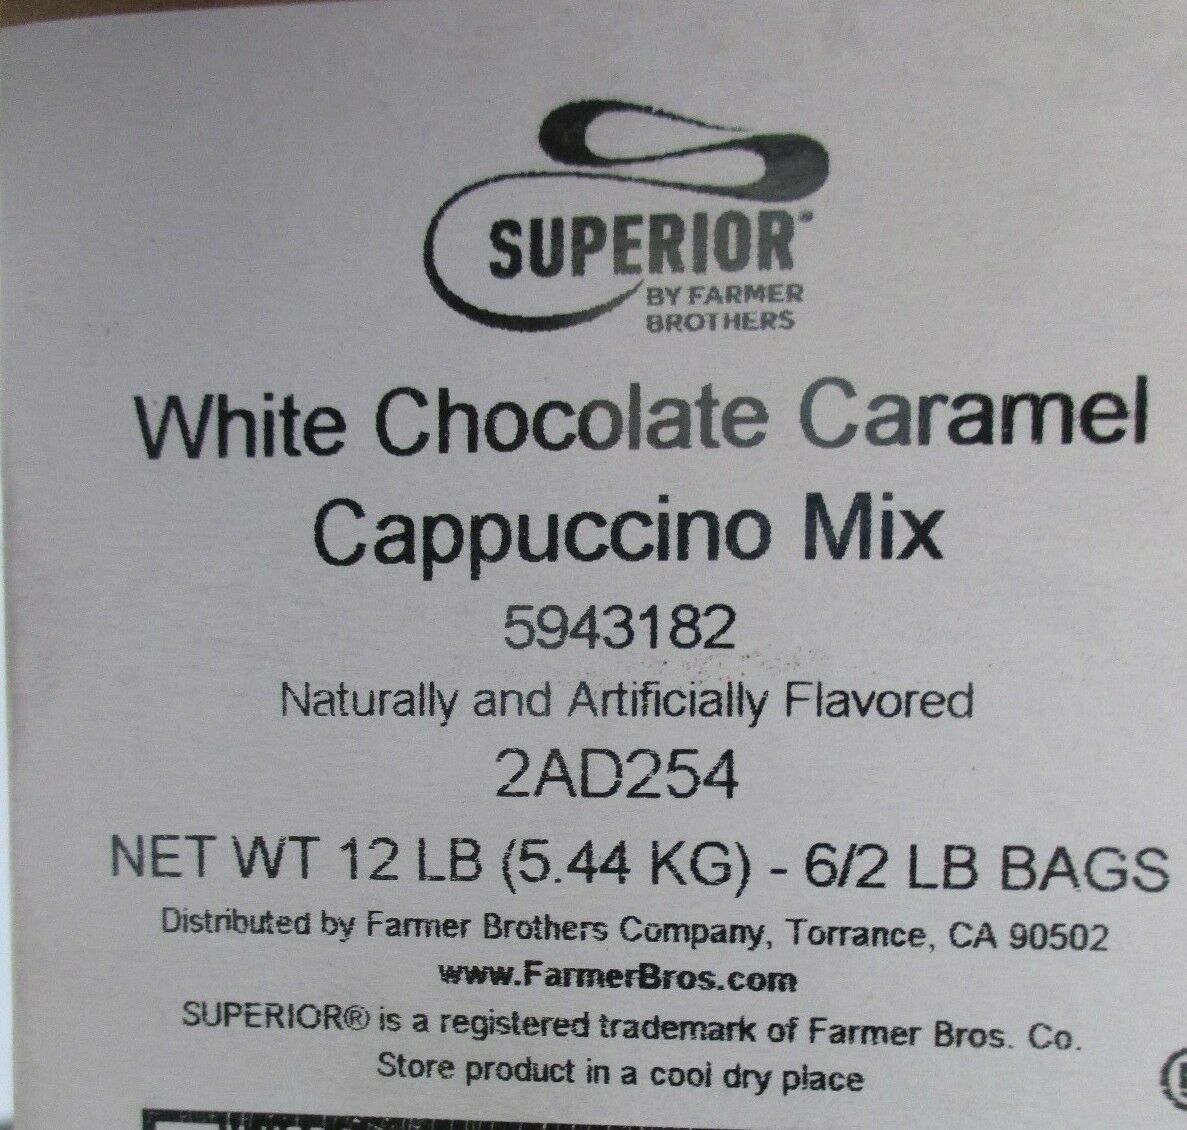 SUPERIOR
BY FARMER
BROTHERS
White Chocolate Caramel
Cappuccino Mix
5943182
Naturally and Artificially Flavored
2AD254
NET WT 12 LB (5.44 KG) - 6/2 LB BAGS
Distributed by Farmer Brothers Company, Torrance, CA 90502
www.FarmerBros.com
SUPERIOR® is a registered trademark of Farmer Bros. Co.
Store product in a cool dry place